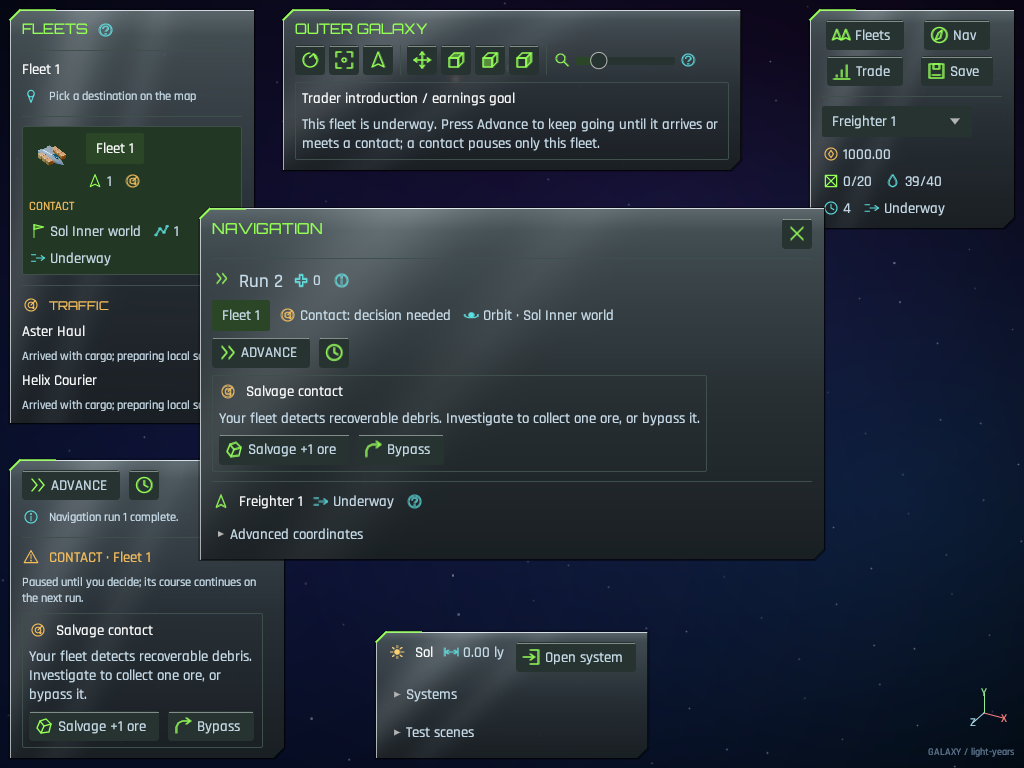 FLEETS
Fleet 1
Pick a destination on the map
Fleet 1
1
CONTACT
Sol Inner world 1
Underway
TRAFFIC
Aster Haul
Arrived with cargo; preparing local s
Helix Courier
Arrived with cargo; preparing local s
OUTER GALAXY
Trader introduction / earnings goal
This fleet is underway. Press Advance to keep going until it arrives or
meets a contact; a contact pauses only this fleet.
Fleets Nav
Trade Save
Freighter 1
1000.00
0/20 39/40
4 Underway
NAVIGATION
Run 2 0
Fleet 1 Contact: decision needed Orbit · Sol Inner world
ADVANCE
Salvage contact
Your fleet detects recoverable debris. Investigate to collect one ore, or bypass it.
Salvage +1 ore Bypass
Freighter 1 Underway
Advanced coordinates
ADVANCE
Navigation run 1 complete.
CONTACT · Fleet 1
Paused until you decide; its course continues on
the next run.
Salvage contact
Your fleet detects recoverable debris.
Investigate to collect one ore, or
bypass it.
Salvage +1 ore Bypass
Sol 0.00 ly Open system
Systems
Test scenes
Y
Z X
GALAXY / light-years